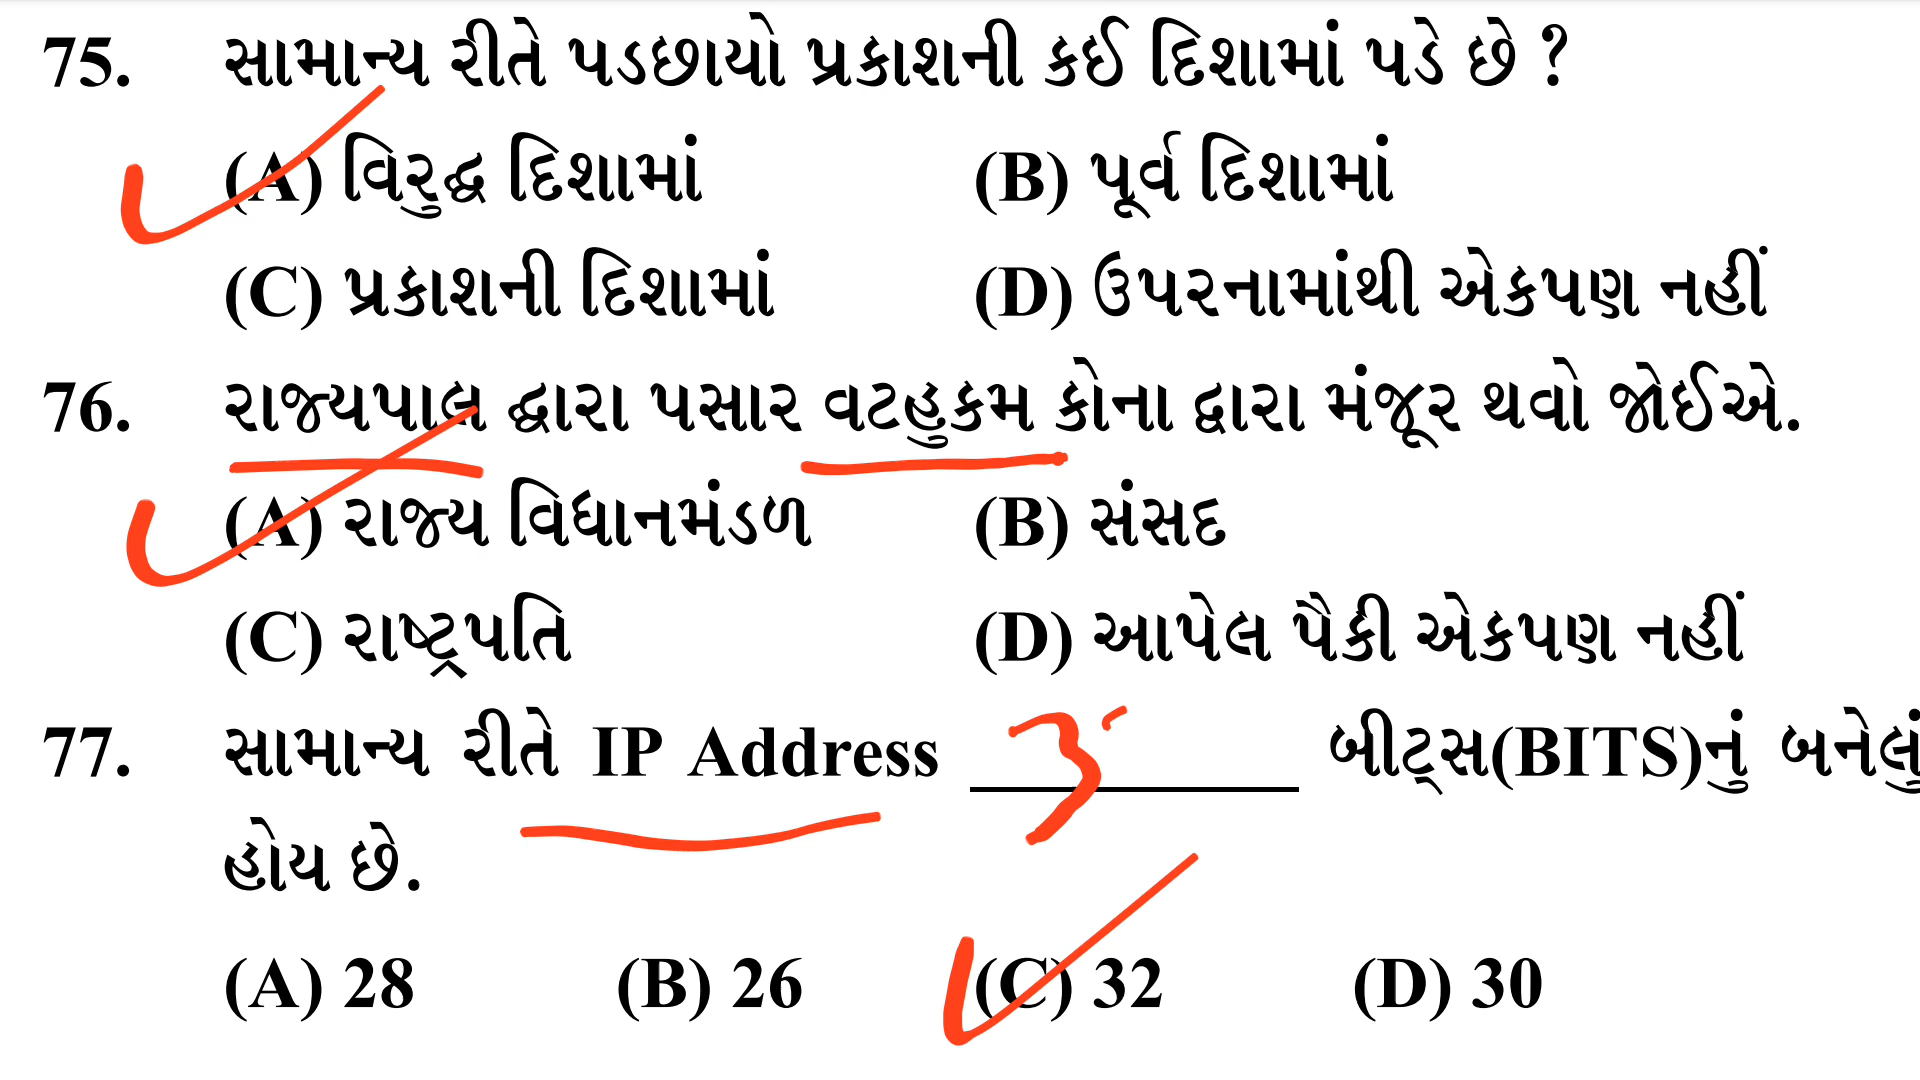 75. સામાન્ય રીતે પડછાયો પ્રકાશની કઈ દિશામાં પડે છે ?
(A) વિરુદ્ધ દિશામાં (B) પૂર્વ દિશામાં
(C) પ્રકાશની દિશામાં (D) ઉપરનામાંથી એકપણ નહીં
76. રાજ્યપાલ દ્વારા પસાર વટહુકમ કોના દ્વારા મંજૂર થવો જોઈએ.
(A) રાજ્ય વિધાનમંડળ (B) સંસદ
(C) રાષ્ટ્રપતિ (D) આપેલ પૈકી એકપણ નહીં
77. સામાન્ય રીતે IP Address 3 બીટ્સ(BITS)નું બનેલું
હોય છે.
(A) 28 (B) 26 (C) 32 (D) 30